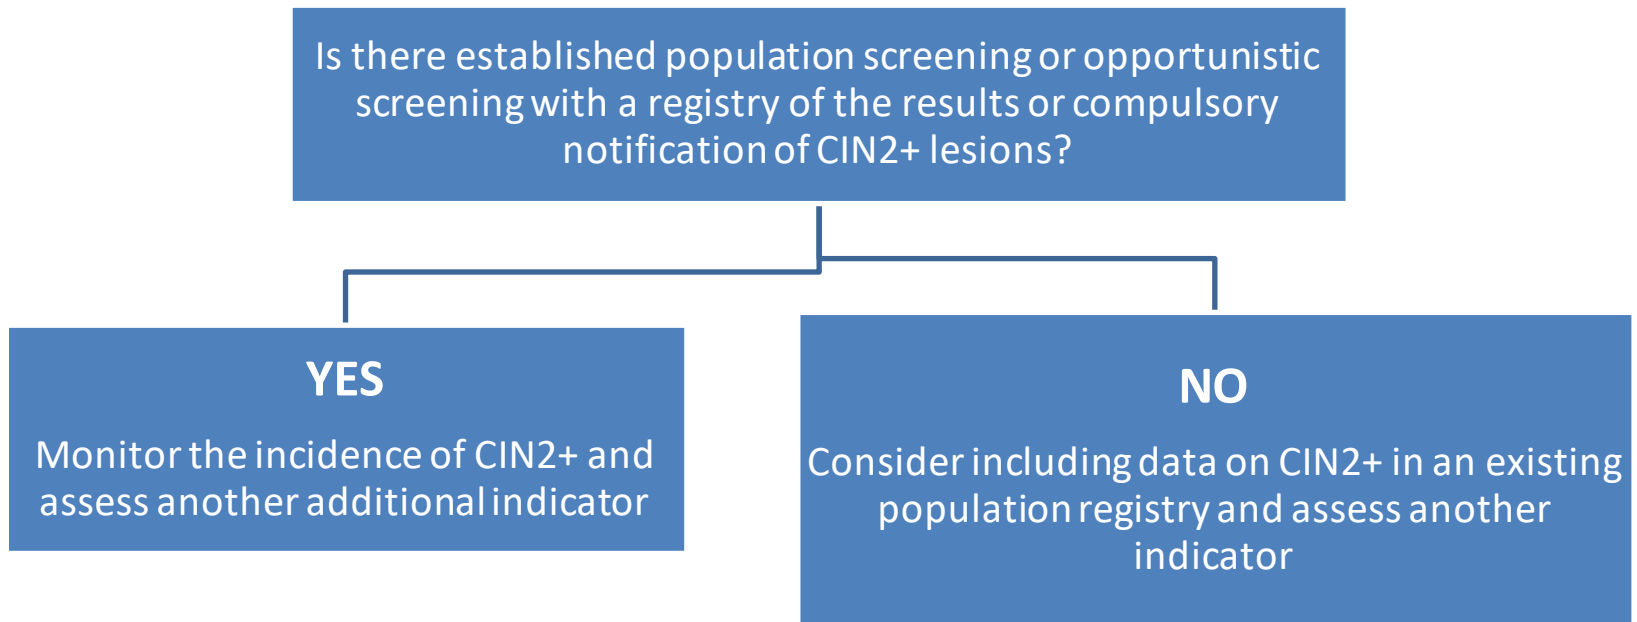 Is there established population screening or opportunistic
screening with a registry of the results or compulsory
notification of CIN2+ lesions?
YES
Monitor the incidence of CIN2+ and
assess another additional indicator
NO
Consider including data on CIN2+ in an existing
population registry and assess another
indicator